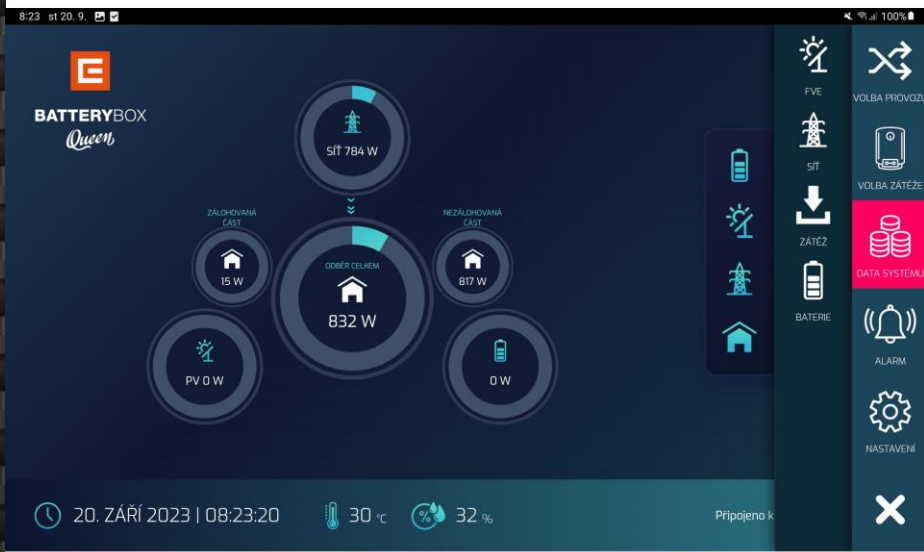 8:23 st 20. 9.
100%
BATTERYBOX
Queen
SÍŤ 784 W
ZÁLOHOVANÁ
ČÁST
15 W
NEZÁLOHOVANÁ
ČÁST
817 W
ODBĚR CELKEM
832 W
PV 0 W
0 W
20. ZÁŘÍ 2023 | 08:23:20
30 °C
32 %
Připojeno k
FVE
SÍŤ
ZÁTĚŽ
BATERIE
VOLBA PROVOZU
VOLBA ZÁTĚŽE
DATA SYSTÉMU
ALARM
NASTAVENÍ